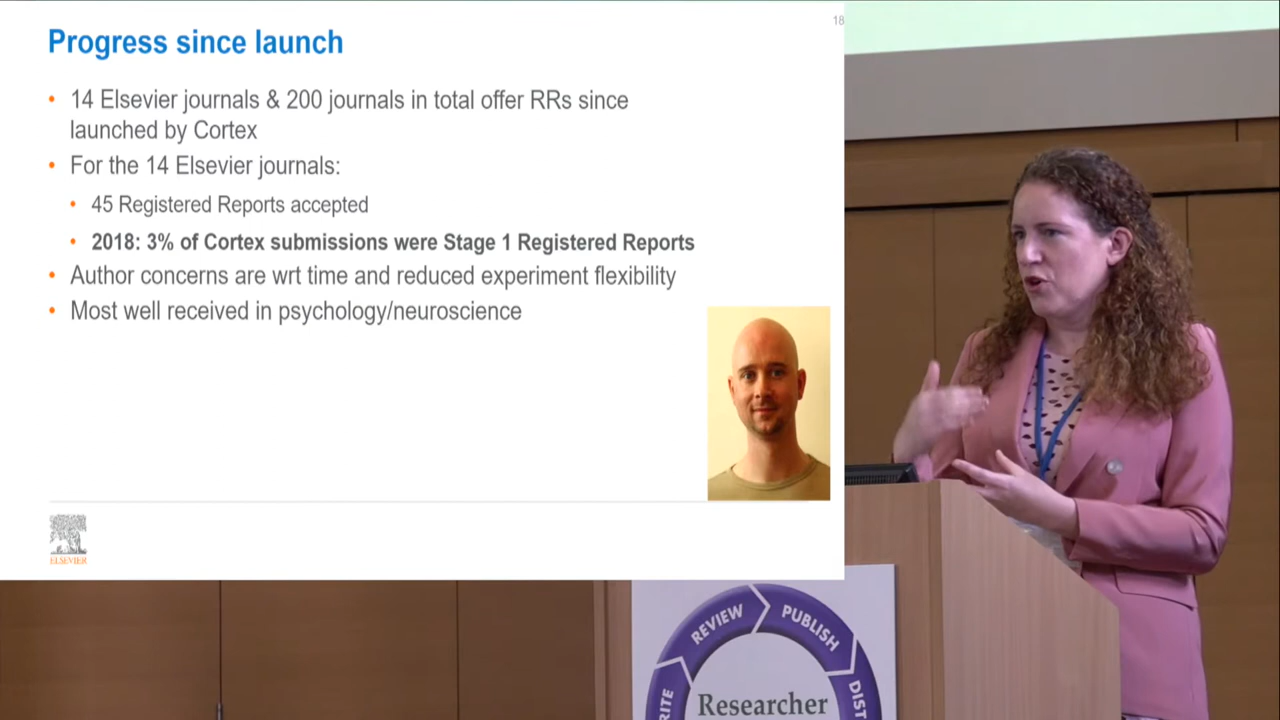 18
Progress since launch
• 14 Elsevier journals & 200 journals in total offer RRs since
launched by Cortex
• For the 14 Elsevier journals:
• 45 Registered Reports accepted
• 2018: 3% of Cortex submissions were Stage 1 Registered Reports
• Author concerns are wrt time and reduced experiment flexibility
• Most well received in psychology/neuroscience
ELSEVIER
REVIEW
PUBLISH
RITE
DIST
Researcher